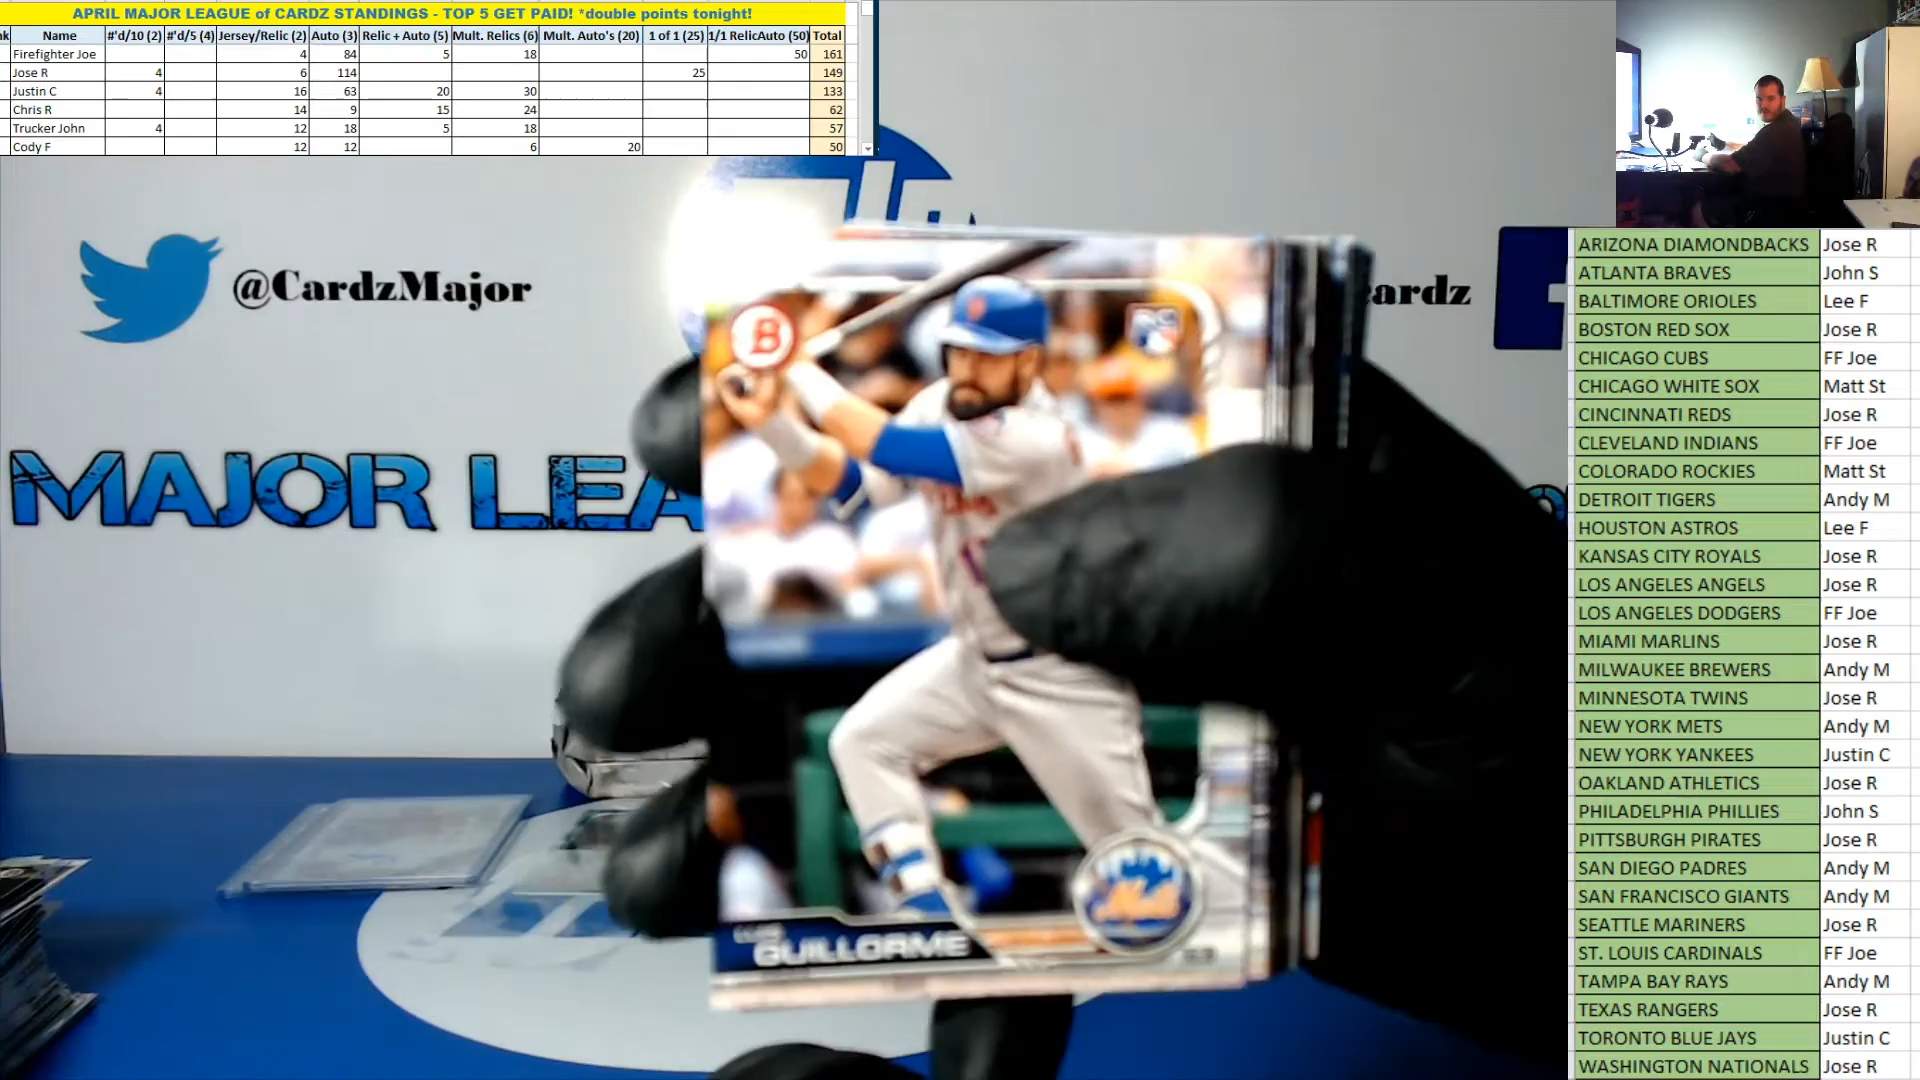 APRIL MAJOR LEAGUE of CARDZ STANDINGS - TOP 5 GET PAID! *double points tonight!
nk Name #'d/10 (2) #'d/5 (4) Jersey/Relic (2) Auto (3) Relic + Auto (5) Mult. Relics (6) Mult. Auto's (20) 1 of 1 (25) 1/1 RelicAuto (50) Total
Firefighter Joe 4 84 5 18 50 161
Jose R 4 6 114 25 149
Justin C 4 16 63 20 30 133
Chris R 14 9 15 24 62
Trucker John 4 12 18 5 18 57
Cody F 12 12 6 20 50
@CardzMajor
cardz
MAJOR LEA
B
Mets
GUILLORME
ARIZONA DIAMONDBACKS Jose R
ATLANTA BRAVES John S
BALTIMORE ORIOLES Lee F
BOSTON RED SOX Jose R
CHICAGO CUBS FF Joe
CHICAGO WHITE SOX Matt St
CINCINNATI REDS Jose R
CLEVELAND INDIANS FF Joe
COLORADO ROCKIES Matt St
DETROIT TIGERS Andy M
HOUSTON ASTROS Lee F
KANSAS CITY ROYALS Jose R
LOS ANGELES ANGELS Jose R
LOS ANGELES DODGERS FF Joe
MIAMI MARLINS Jose R
MILWAUKEE BREWERS Andy M
MINNESOTA TWINS Jose R
NEW YORK METS Andy M
NEW YORK YANKEES Justin C
OAKLAND ATHLETICS Jose R
PHILADELPHIA PHILLIES John S
PITTSBURGH PIRATES Jose R
SAN DIEGO PADRES Andy M
SAN FRANCISCO GIANTS Andy M
SEATTLE MARINERS Jose R
ST. LOUIS CARDINALS FF Joe
TAMPA BAY RAYS Andy M
TEXAS RANGERS Jose R
TORONTO BLUE JAYS Justin C
WASHINGTON NATIONALS Jose R